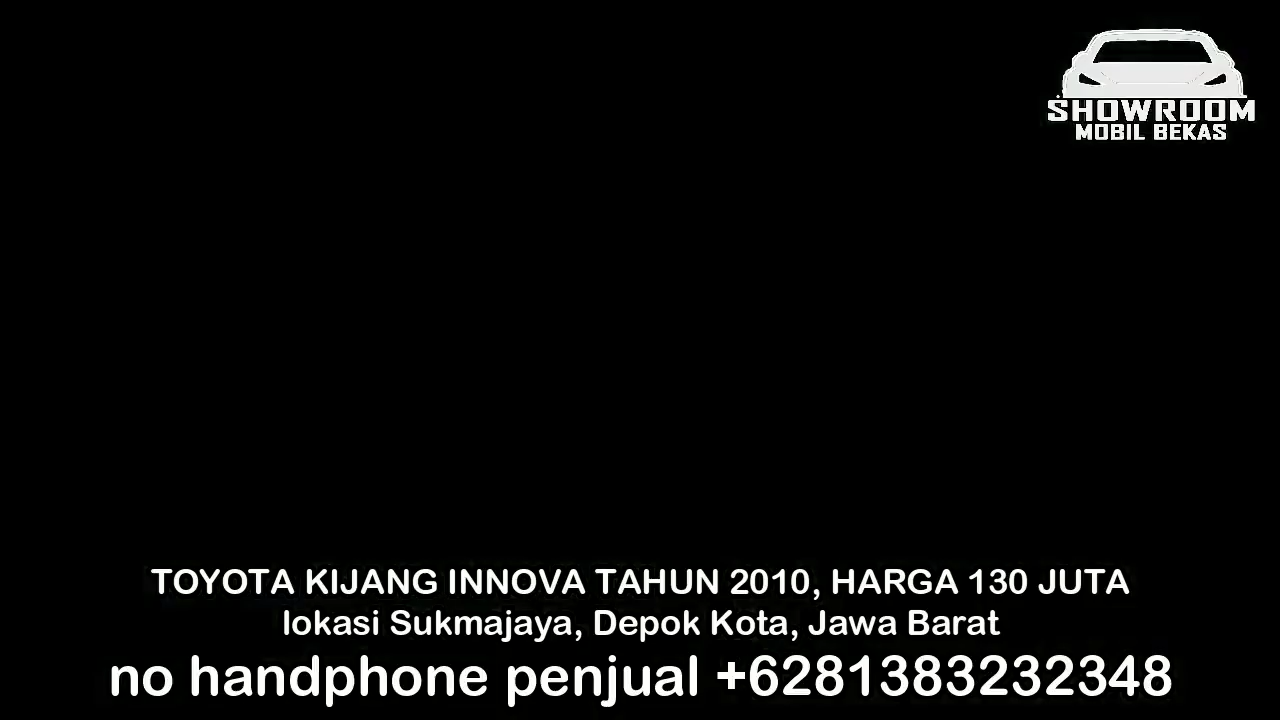 SHOWROOM
MOBIL BEKAS
TOYOTA KIJANG INNOVA TAHUN 2010, HARGA 130 JUTA
lokasi Sukmajaya, Depok Kota, Jawa Barat
no handphone penjual +6281383232348